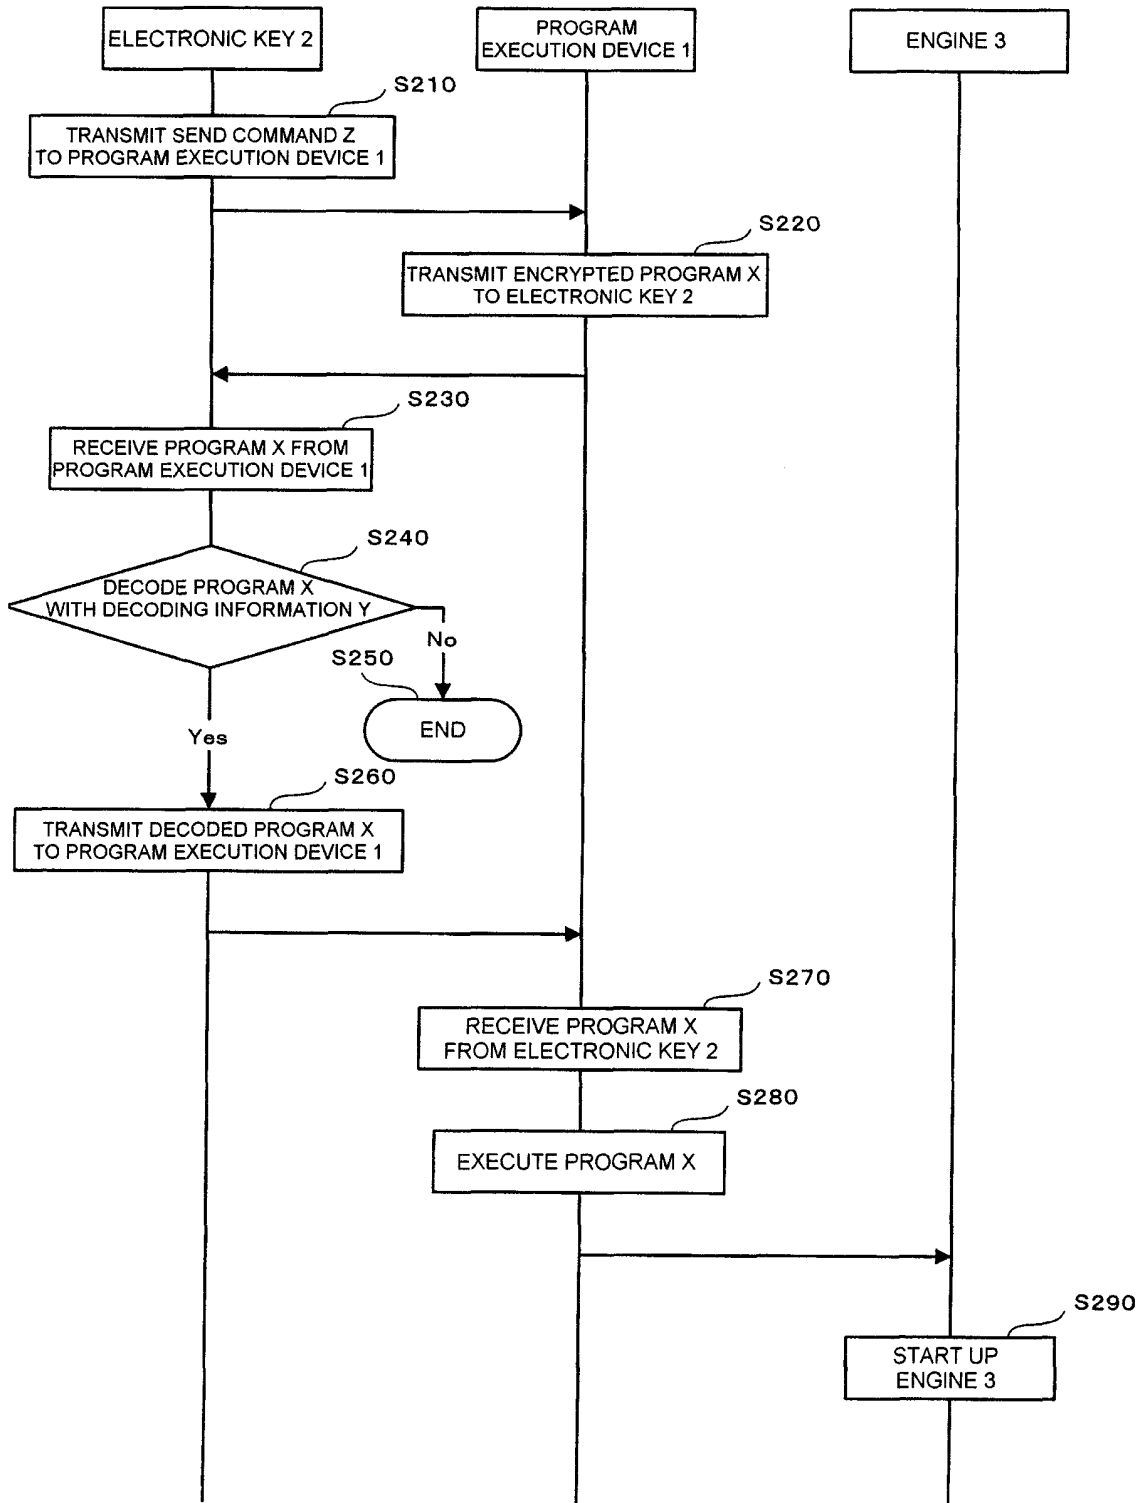 ELECTRONIC KEY 2
PROGRAM
EXECUTION DEVICE 1
ENGINE 3
S210
TRANSMIT SEND COMMAND Z
TO PROGRAM EXECUTION DEVICE 1
S220
TRANSMIT ENCRYPTED PROGRAM X
TO ELECTRONIC KEY 2
S230
RECEIVE PROGRAM X FROM
PROGRAM EXECUTION DEVICE 1
S240
DECODE PROGRAM X
WITH DECODING INFORMATION Y
No
S250
END
Yes
S260
TRANSMIT DECODED PROGRAM X
TO PROGRAM EXECUTION DEVICE 1
S270
RECEIVE PROGRAM X
FROM ELECTRONIC KEY 2
S280
EXECUTE PROGRAM X
S290
START UP
ENGINE 3